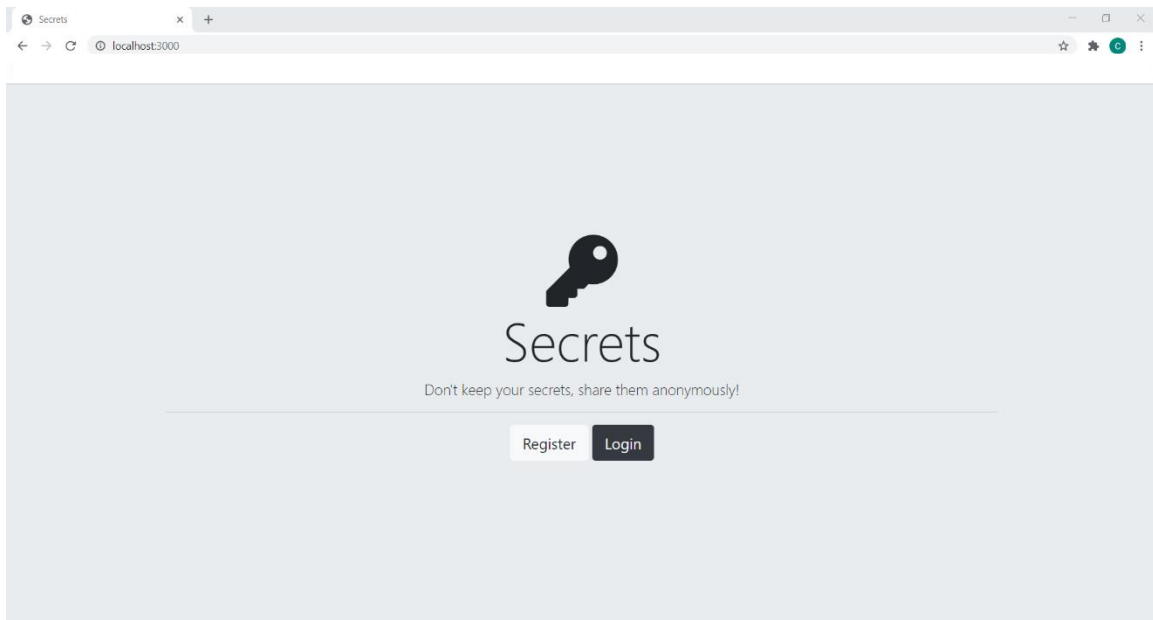 Secrets
localhost:3000
C
Secrets
Don't keep your secrets, share them anonymously!
Register Login